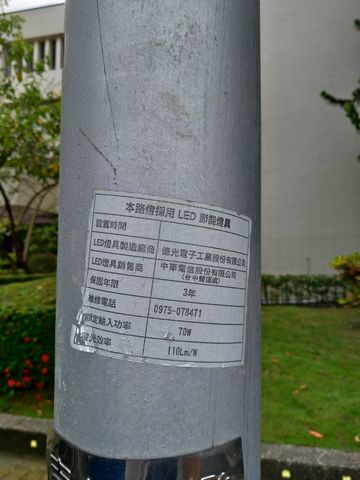 本路燈採用 LED 節能燈具
設置時間
LED燈具製造廠商 億光電子工業股份有限公司
LED燈具銷售商 中華電信股份有限公司
(台中營運處)
保固年限 3年
維修電話 0975-078471
額定輸入功率 70W
發光效率 110Lm/W